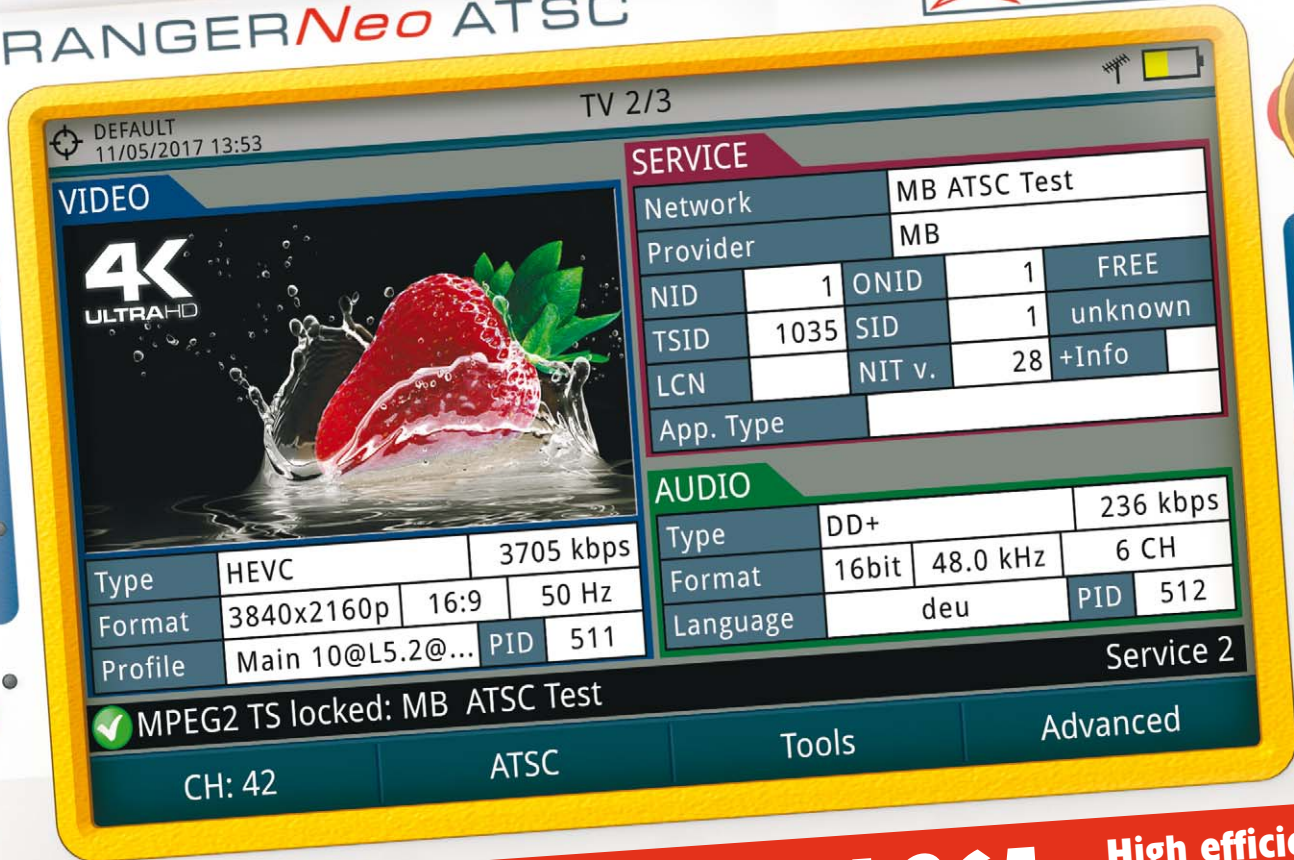 RANGERNeo ATSC
DEFAULT
11/05/2017 13:53
TV 2/3
VIDEO
4K
ULTRAHD
Type HEVC 3705 kbps
Format 3840x2160p 16:9 50 Hz
Profile Main 10@L5.2@... PID 511
SERVICE
Network MB ATSC Test
Provider MB
NID 1 ONID 1 FREE
TSID 1035 SID 1 unknown
LCN NIT v. 28 +Info
App. Type
AUDIO
Type DD+ 236 kbps
Format 16bit 48.0 kHz 6 CH
Language deu PID 512
MPEG2 TS locked: MB ATSC Test
Service 2
CH: 42 ATSC Tools Advanced
High